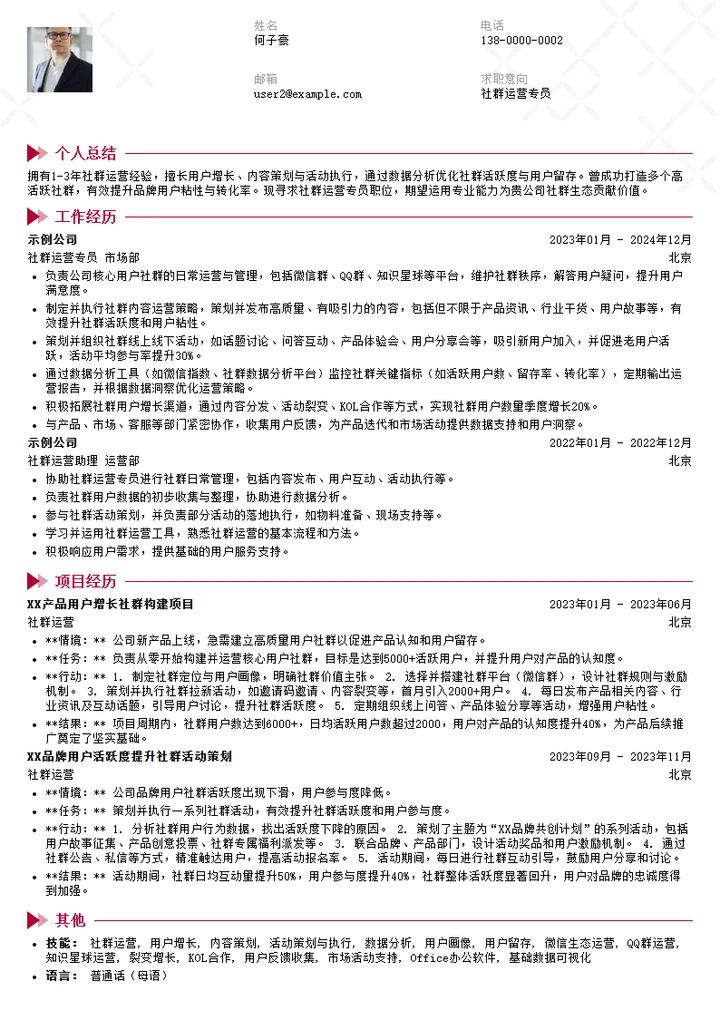 姓名
何子豪
电话
138-0000-0002
邮箱
user2@example.com
求职意向
社群运营专员
个人总结
拥有1-3年社群运营经验，擅长用户增长、内容策划与活动执行，通过数据分析优化社群活跃度与用户留存。曾成功打造多个高
活跃社群，有效提升品牌用户粘性与转化率。现寻求社群运营专员职位，期望运用专业能力为贵公司社群生态贡献价值。
工作经历
示例公司 2023年01月 - 2024年12月
社群运营专员 市场部 北京
• 负责公司核心用户社群的日常运营与管理，包括微信群、QQ群、知识星球等平台，维护社群秩序，解答用户疑问，提升用户
满意度。
• 制定并执行社群内容运营策略，策划并发布高质量、有吸引力的内容，包括但不限于产品资讯、行业干货、用户故事等，有
效提升社群活跃度和用户粘性。
• 策划并组织社群线上线下活动，如话题讨论、问答互动、产品体验会、用户分享会等，吸引新用户加入，并促进老用户活
跃，活动平均参与率提升30%。
• 通过数据分析工具（如微信指数、社群数据分析平台）监控社群关键指标（如活跃用户数、留存率、转化率），定期输出运
营报告，并根据数据洞察优化运营策略。
• 积极拓展社群用户增长渠道，通过内容分发、活动裂变、KOL合作等方式，实现社群用户数量季度增长20%。
• 与产品、市场、客服等部门紧密协作，收集用户反馈，为产品迭代和市场活动提供数据支持和用户洞察。
示例公司 2022年01月 - 2022年12月
社群运营助理 运营部 北京
• 协助社群运营专员进行社群日常管理，包括内容发布、用户互动、活动执行等。
• 负责社群用户数据的初步收集与整理，协助进行数据分析。
• 参与社群活动策划，并负责部分活动的落地执行，如物料准备、现场支持等。
• 学习并运用社群运营工具，熟悉社群运营的基本流程和方法。
• 积极响应用户需求，提供基础的用户服务支持。
项目经历
XX产品用户增长社群构建项目 2023年01月 - 2023年06月
社群运营 北京
• **情境：** 公司新产品上线，急需建立高质量用户社群以促进产品认知和用户留存。
• **任务：** 负责从零开始构建并运营核心用户社群，目标是达到5000+活跃用户，并提升用户对产品的认知度。
• **行动：** 1. 制定社群定位与用户画像，明确社群价值主张。 2. 选择并搭建社群平台（微信群），设计社群规则与激励
机制。 3. 策划并执行社群拉新活动，如邀请码邀请、内容裂变等，首月引入2000+用户。 4. 每日发布产品相关内容、行
业资讯及互动话题，引导用户讨论，提升社群活跃度。 5. 定期组织线上问答、产品体验分享等活动，增强用户粘性。
• **结果：** 项目周期内，社群用户数达到6000+，日均活跃用户数超过2000，用户对产品的认知度提升40%，为产品后续推
广奠定了坚实基础。
XX品牌用户活跃度提升社群活动策划 2023年09月 - 2023年11月
社群运营 北京
• **情境：** 公司品牌用户社群活跃度出现下滑，用户参与度降低。
• **任务：** 策划并执行一系列社群活动，有效提升社群活跃度和用户参与度。
• **行动：** 1. 分析社群用户行为数据，找出活跃度下降的原因。 2. 策划了主题为“XX品牌共创计划”的系列活动，包括
用户故事征集、产品创意投票、社群专属福利派发等。 3. 联合品牌、产品部门，设计活动奖品和用户激励机制。 4. 通过
社群公告、私信等方式，精准触达用户，提高活动报名率。 5. 活动期间，每日进行社群互动引导，鼓励用户分享和讨论。
• **结果：** 活动期间，社群日均互动量提升50%，用户参与度提升40%，社群整体活跃度显著回升，用户对品牌的忠诚度得
到加强。
其他
• 技能： 社群运营, 用户增长, 内容策划, 活动策划与执行, 数据分析, 用户画像, 用户留存, 微信生态运营, QQ群运营,
知识星球运营, 裂变增长, KOL合作, 用户反馈收集, 市场活动支持, Office办公软件, 基础数据可视化
• 语言： 普通话（母语）